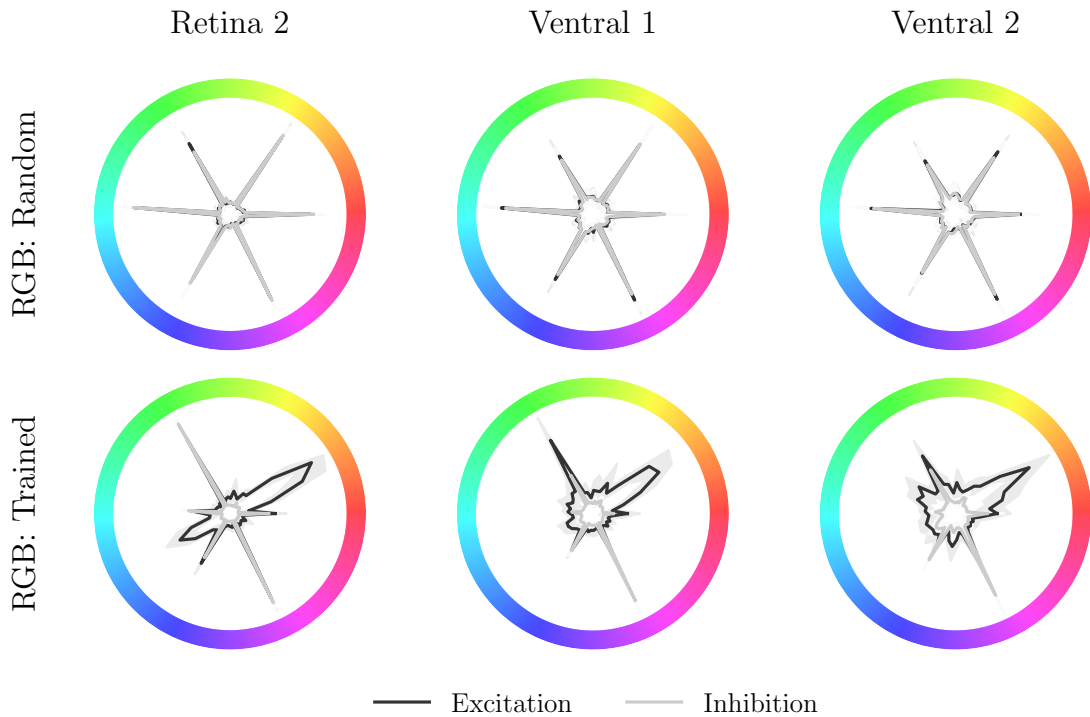 Retina 2 Ventral 1 Ventral 2
RGB: Random
RGB: Trained
Excitation Inhibition